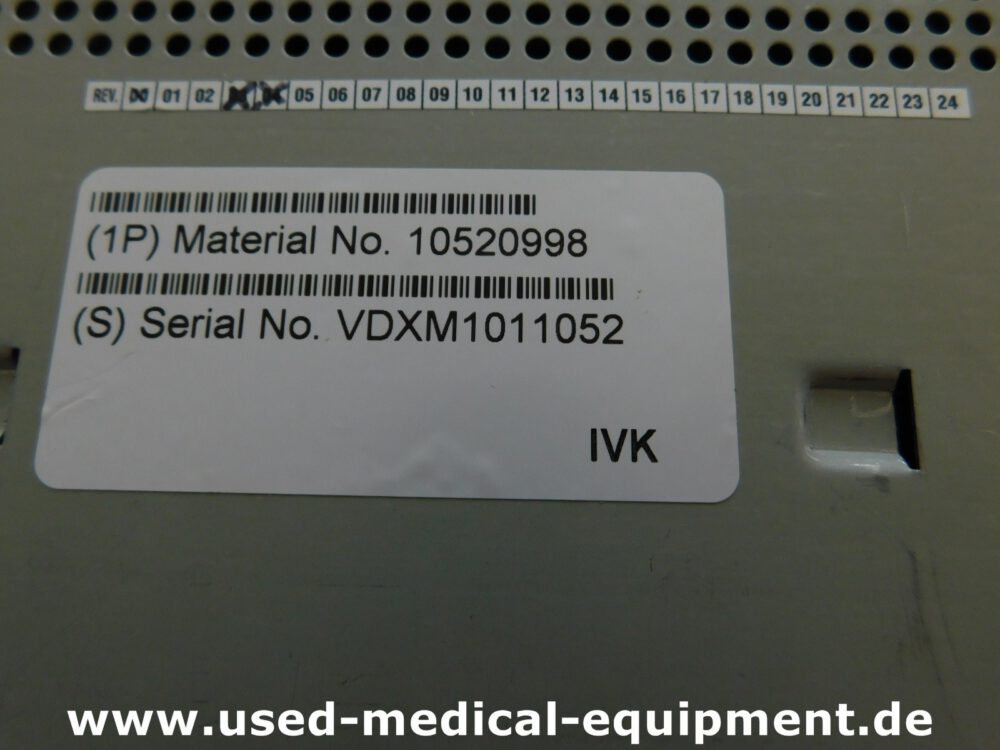 REV. 00 01 02 05 06 07 08 09 10 11 12 13 14 15 16 17 18 19 20 21 22 23 24
(1P) Material No. 10520998
(S) Serial No. VDXM1011052
IVK
www.used-medical-equipment.de